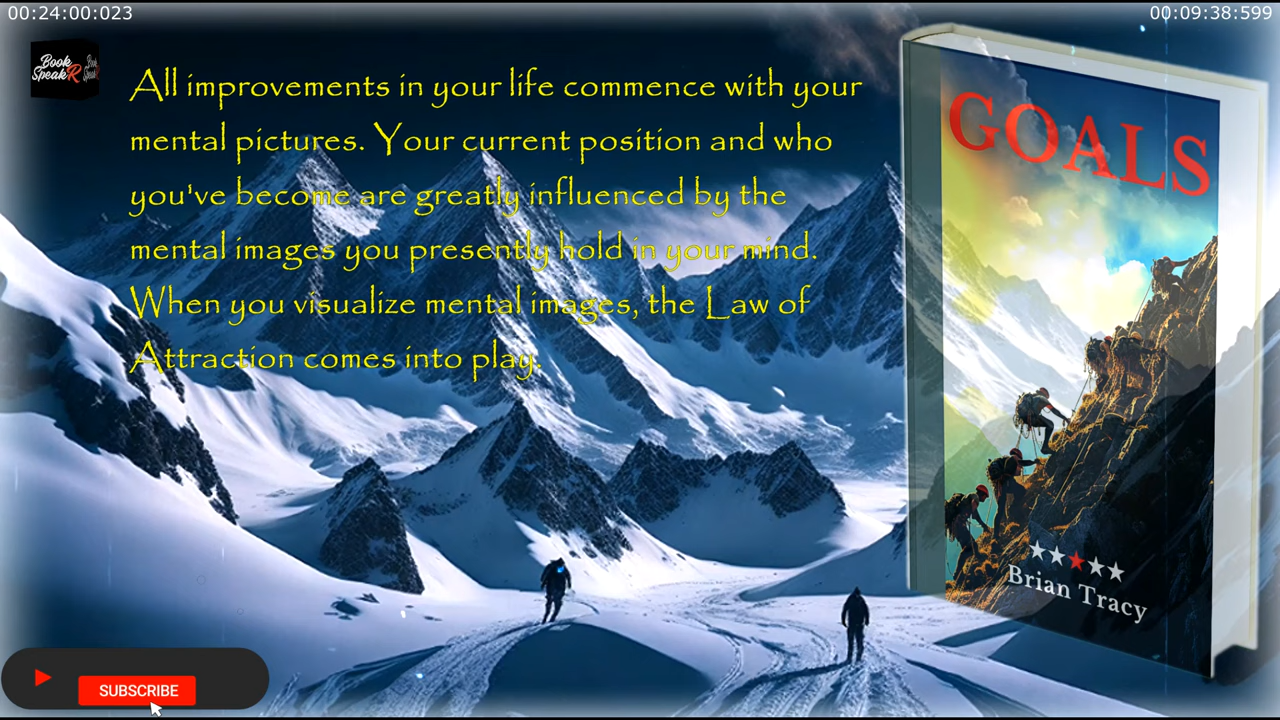 00:24:00:023
00:09:38:599
Book
SpeakR
Book
All improvements in your life commence with your
mental pictures. Your current position and who
you've become are greatly influenced by the
mental images you presently hold in your mind.
When you visualize mental images, the Law of
Attraction comes into play.
GOALS
Brian Tracy
SUBSCRIBE